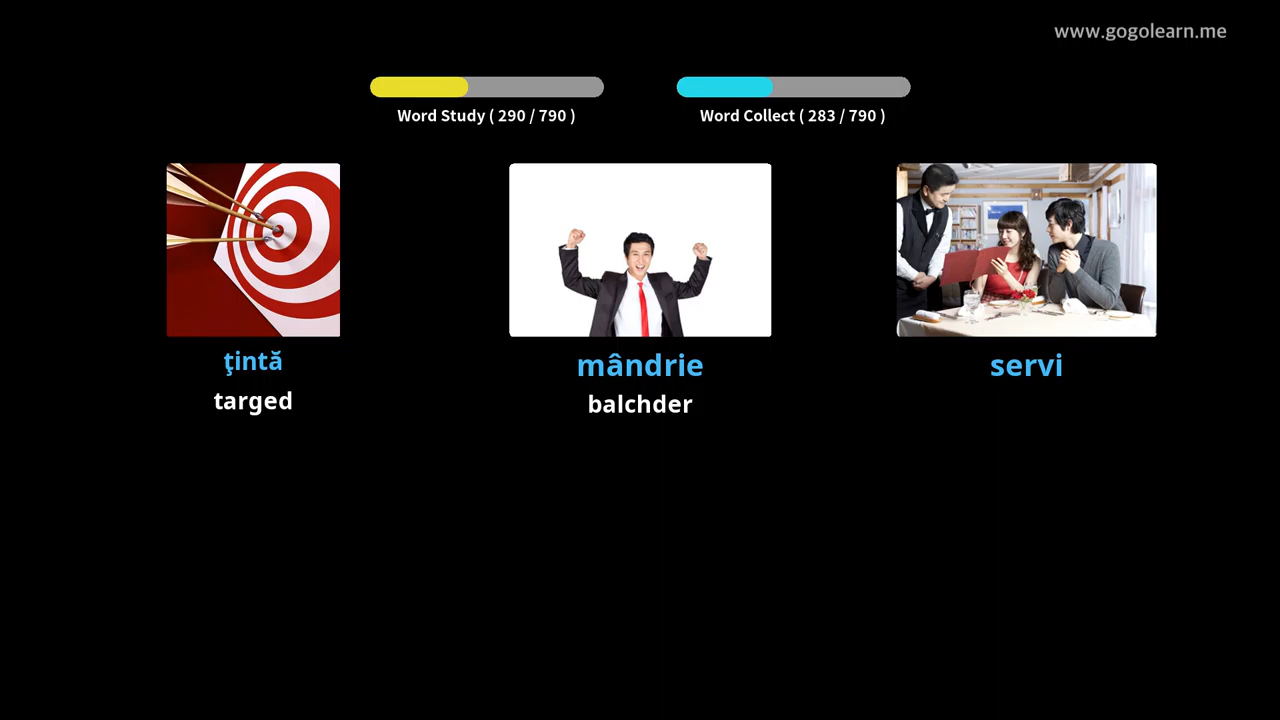 www.gogolearn.me
Word Study ( 290 / 790 )
Word Collect ( 283 / 790 )
ţintă
mândrie
servi
targed
balchder